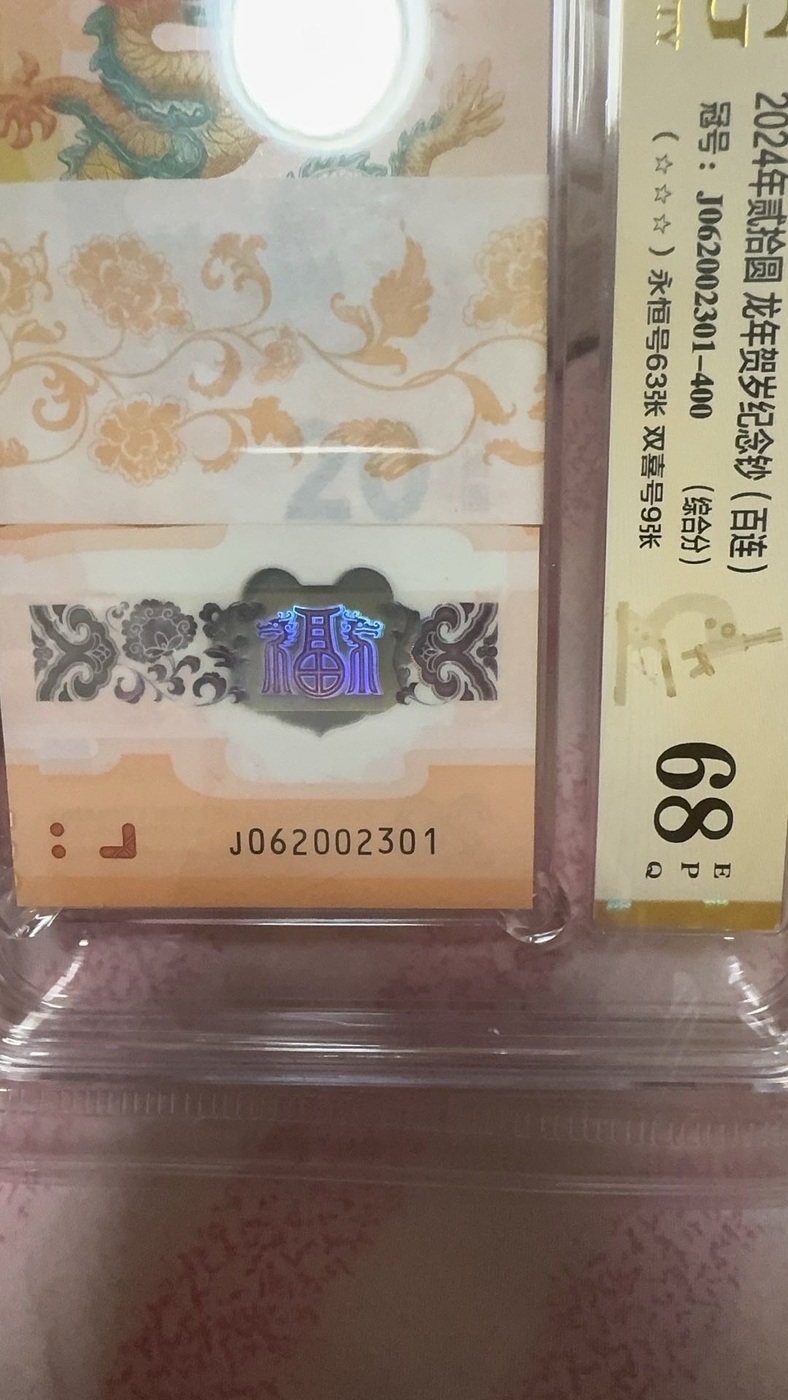 2024年贰拾圆 龙年贺岁纪念钞（百连）
冠号：J062002301-400 （综合分）
（☆☆☆）永恒号63张 双喜号9张
68
E
P
Q
20
J062002301